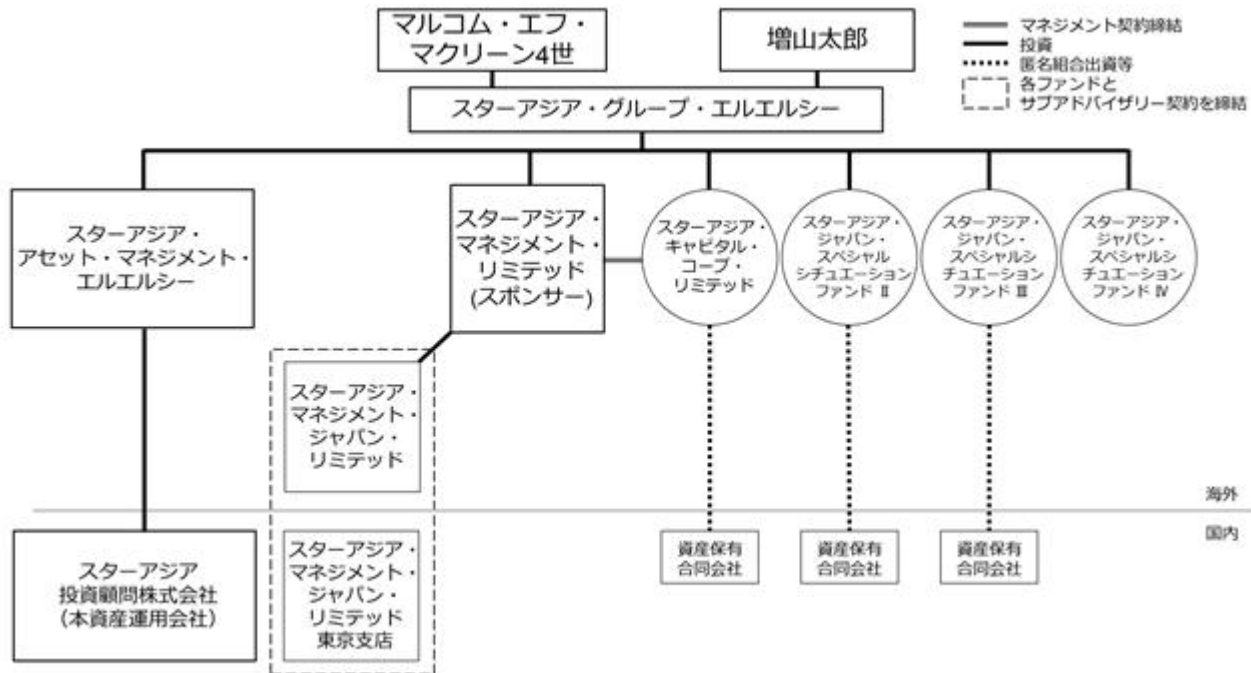 マルコム・エフ・
マクリーン4世
増山太郎
マネジメント契約締結
投資
匿名組合出資等
各ファンドと
サブアドバイザリー契約を締結
スターアジア・グループ・エルエルシー
スターアジア・
アセット・マネジメント・
エルエルシー
スターアジア・
マネジメント・
リミテッド
(スポンサー)
スターアジア・
キャピタル・
コープ・
リミテッド
スターアジア・
ジャパン・
スペシャル
シチュエーション
ファンド Ⅱ
スターアジア・
ジャパン・
スペシャルシ
チュエーション
ファンド Ⅲ
スターアジア・
ジャパン・
スペシャルシ
チュエーション
ファンド Ⅳ
スターアジア・
マネジメント・
ジャパン・
リミテッド
海外
国内
スターアジア
投資顧問株式会社
（本資産運用会社）
スターアジア・
マネジメント・
ジャパン・
リミテッド
東京支店
資産保有
合同会社
資産保有
合同会社
資産保有
合同会社